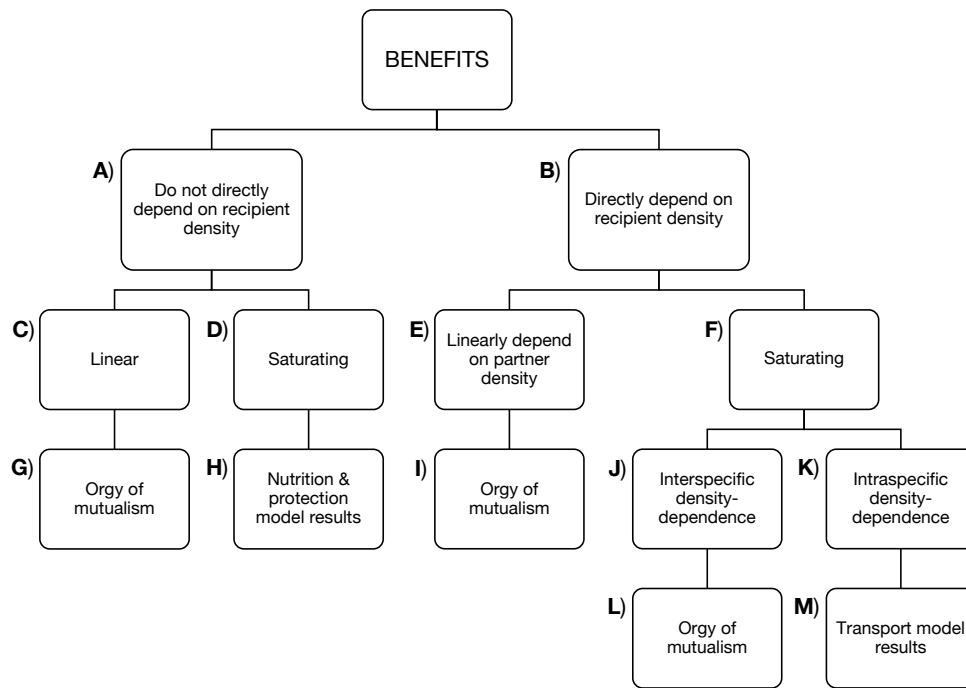 BENEFITS
A)
Do not directly
depend on recipient
density
B)
Directly depend on
recipient density
C)
Linear
D)
Saturating
E)
Linearly depend
on partner
density
F)
Saturating
G)
Orgy of
mutualism
H)
Nutrition &
protection
model results
I)
Orgy of
mutualism
J)
Interspecific
density-
dependence
K)
Intraspecific
density-
dependence
L)
Orgy of
mutualism
M)
Transport model
results